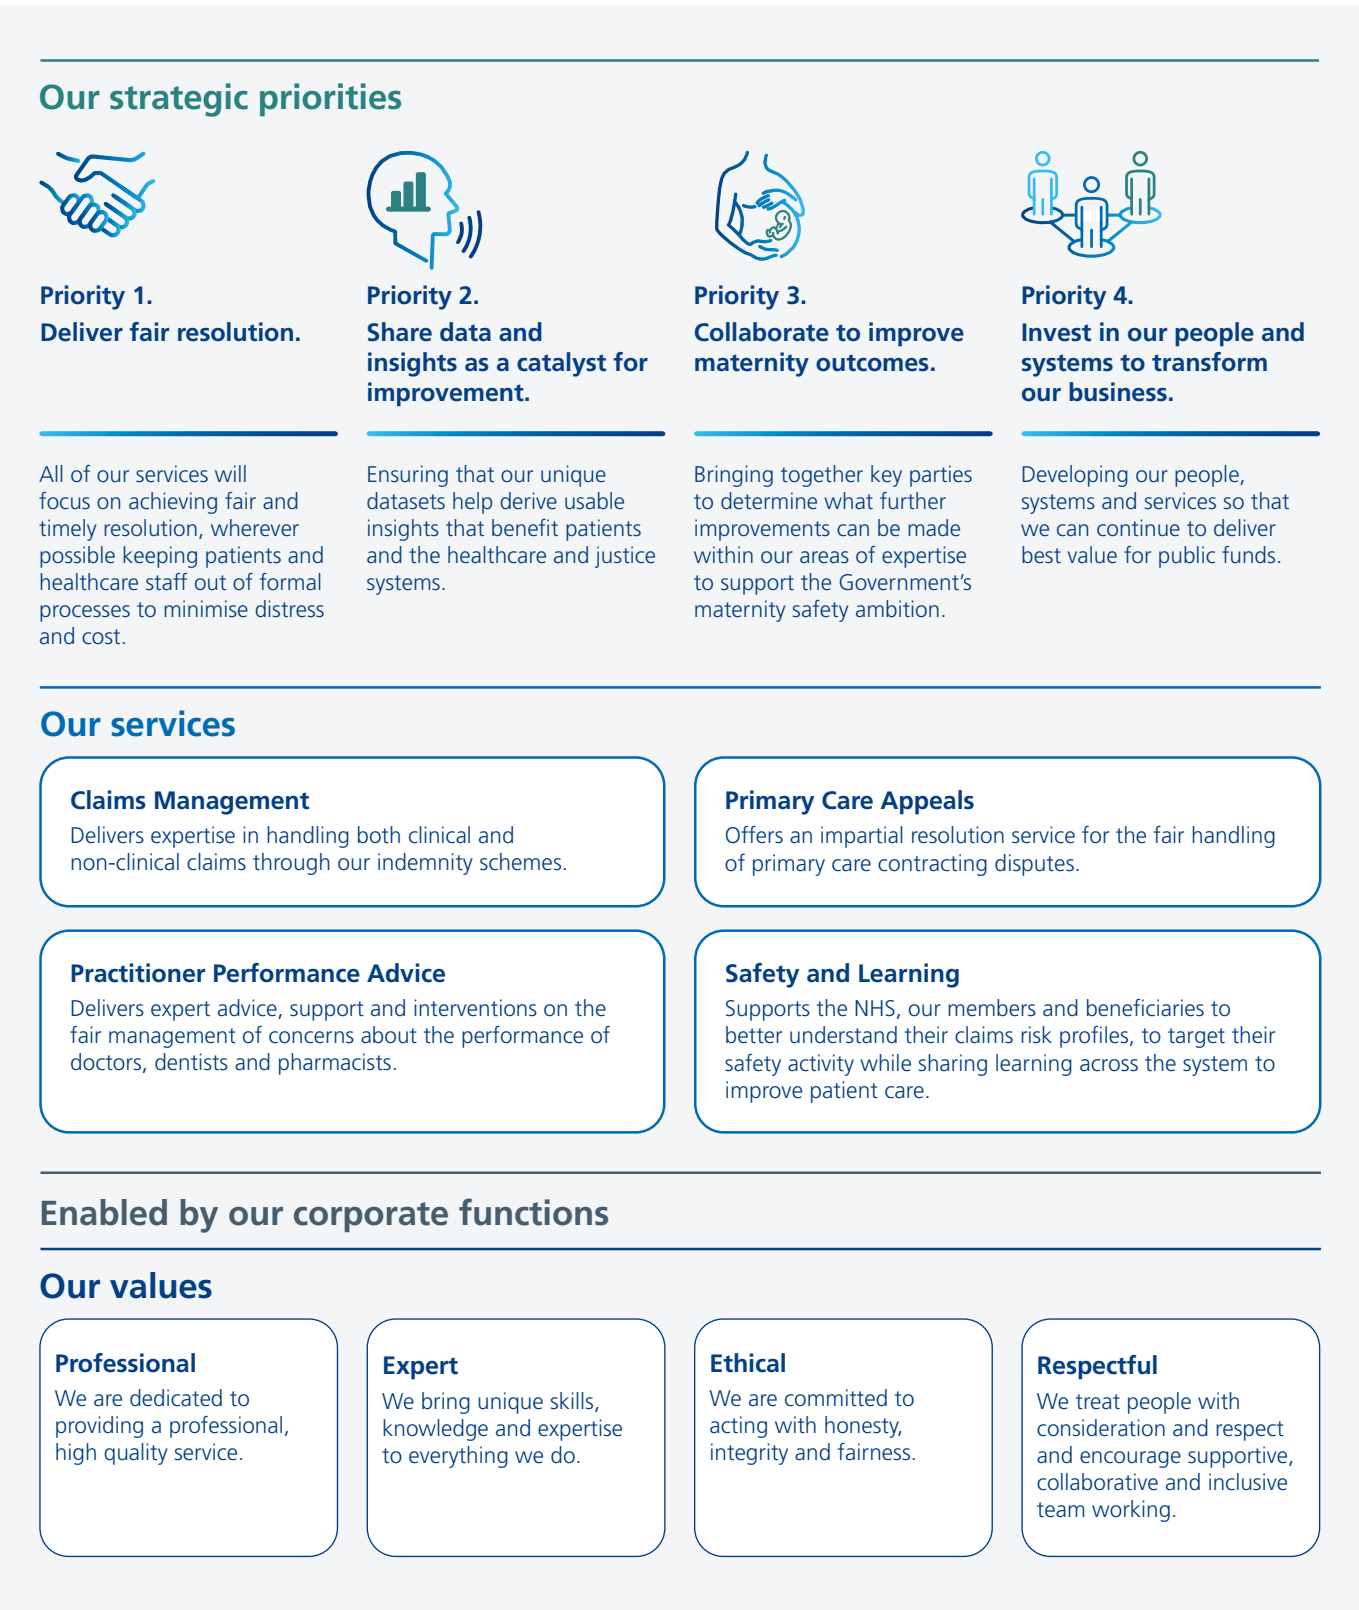 Our strategic priorities
Priority 1.
Deliver fair resolution.
All of our services will
focus on achieving fair and
timely resolution, wherever
possible keeping patients and
healthcare staff out of formal
processes to minimise distress
and cost.
Priority 2.
Share data and
insights as a catalyst for
improvement.
Ensuring that our unique
datasets help derive usable
insights that benefit patients
and the healthcare and justice
systems.
Priority 3.
Collaborate to improve
maternity outcomes.
Bringing together key parties
to determine what further
improvements can be made
within our areas of expertise
to support the Government’s
maternity safety ambition.
Priority 4.
Invest in our people and
systems to transform
our business.
Developing our people,
systems and services so that
we can continue to deliver
best value for public funds.
Our services
Claims Management
Delivers expertise in handling both clinical and
non-clinical claims through our indemnity schemes.
Primary Care Appeals
Offers an impartial resolution service for the fair handling
of primary care contracting disputes.
Practitioner Performance Advice
Delivers expert advice, support and interventions on the
fair management of concerns about the performance of
doctors, dentists and pharmacists.
Safety and Learning
Supports the NHS, our members and beneficiaries to
better understand their claims risk profiles, to target their
safety activity while sharing learning across the system to
improve patient care.
Enabled by our corporate functions
Our values
Professional
We are dedicated to
providing a professional,
high quality service.
Expert
We bring unique skills,
knowledge and expertise
to everything we do.
Ethical
We are committed to
acting with honesty,
integrity and fairness.
Respectful
We treat people with
consideration and respect
and encourage supportive,
collaborative and inclusive
team working.